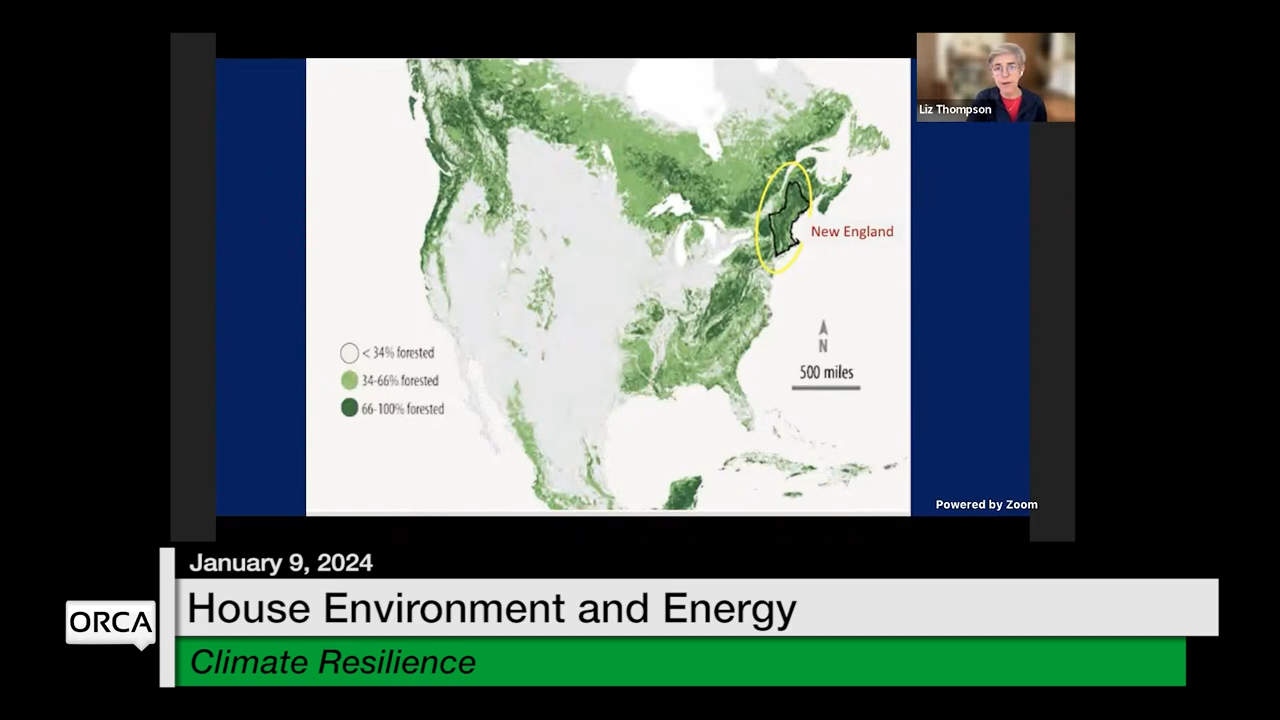 Liz Thompson
New England
N
500 miles
< 34% forested
34-66% forested
66-100% forested
Powered by Zoom
January 9, 2024
House Environment and Energy
ORCA
Climate Resilience